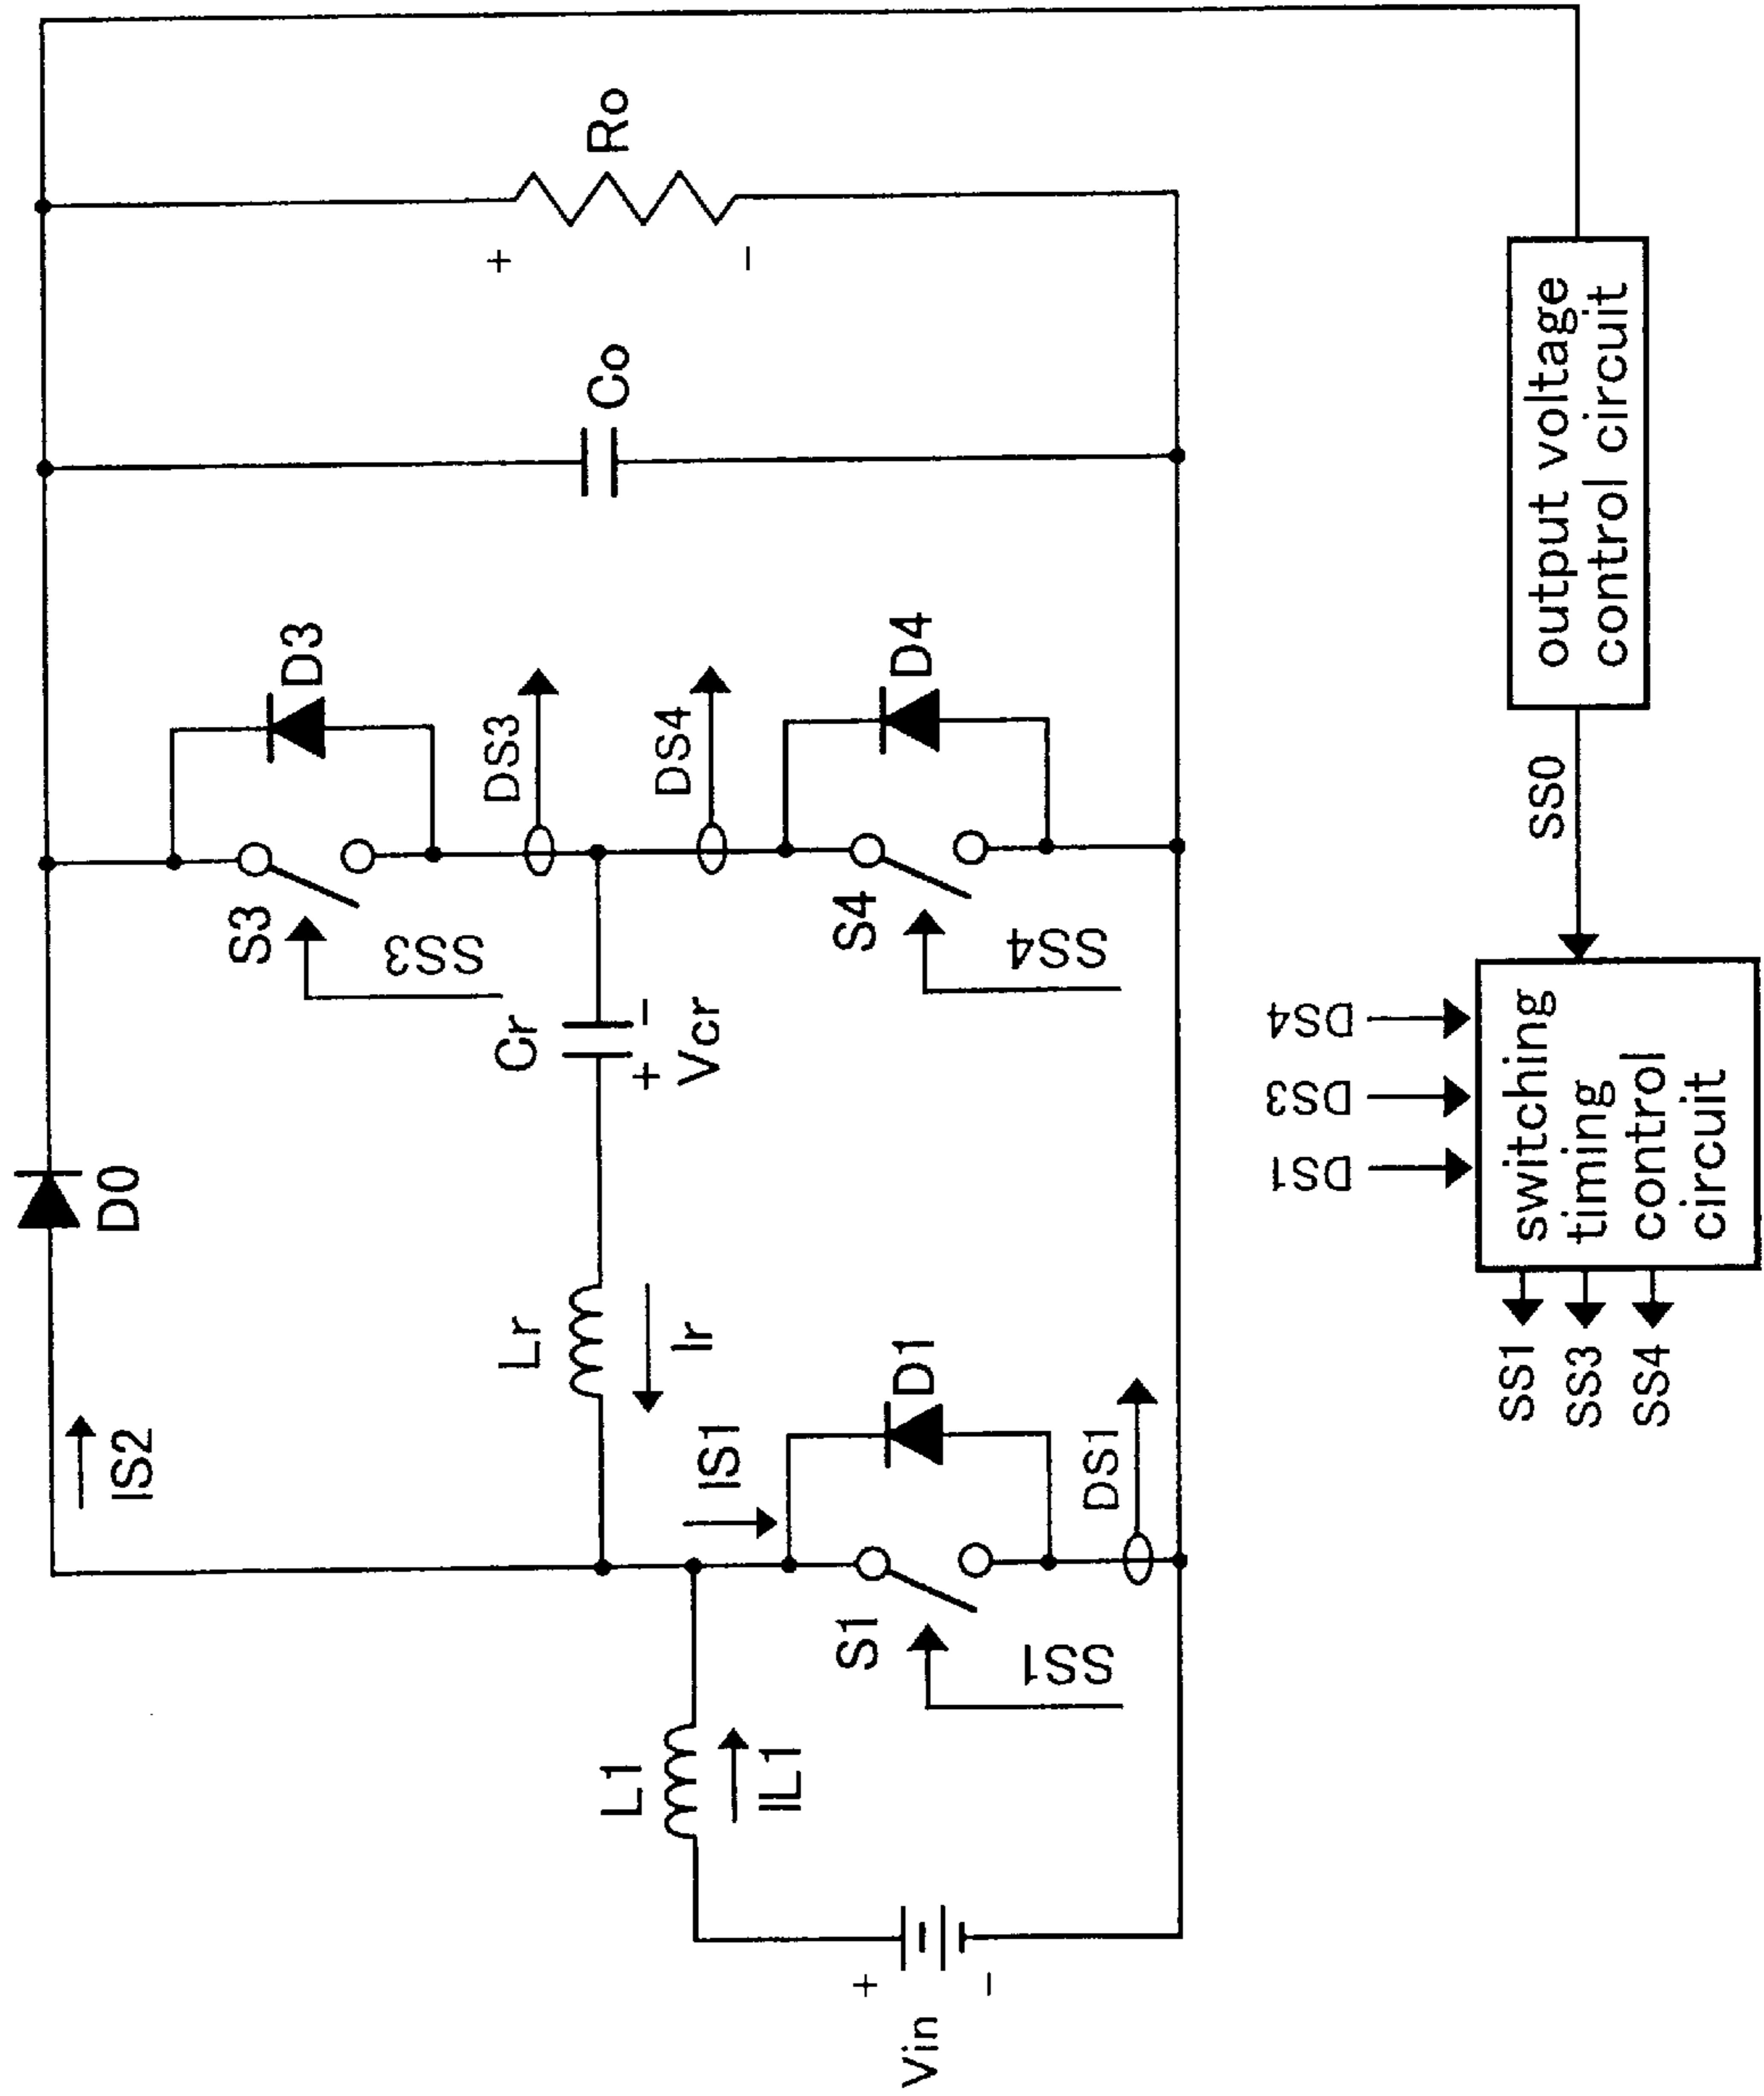 IS2
D0
S3
SS3
D3
DS3
DS4
Co
+
Ro
−
Lr
Ir
Cr
+ −
Vcr
L1
IL1
IS1
S1
SS1
D1
DS1
S4
SS4
D4
Vin
+
−
SS1
SS3
SS4
DS1
DS3
DS4
switching
timing
control
circuit
SS0
output voltage
control circuit